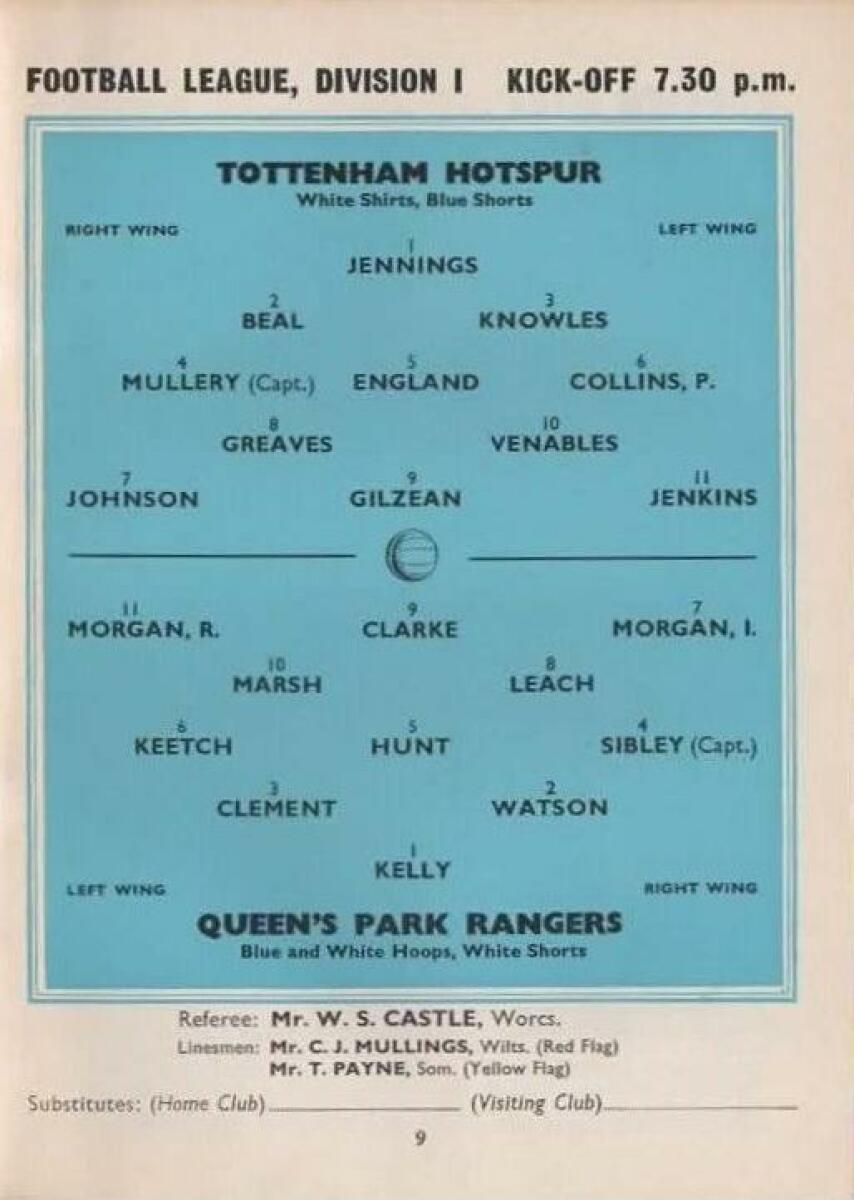 FOOTBALL LEAGUE, DIVISION I KICK-OFF 7.30 p.m.
TOTTENHAM HOTSPUR
White Shirts, Blue Shorts
RIGHT WING LEFT WING
1
JENNINGS
2 3
BEAL KNOWLES
4 5 6
MULLERY (Capt.) ENGLAND COLLINS, P.
8 10
GREAVES VENABLES
7 9 11
JOHNSON GILZEAN JENKINS
11 9 7
MORGAN, R. CLARKE MORGAN, I.
10 8
MARSH LEACH
6 5 4
KEETCH HUNT SIBLEY (Capt.)
3 2
CLEMENT WATSON
1
KELLY
LEFT WING RIGHT WING
QUEEN'S PARK RANGERS
Blue and White Hoops, White Shorts
Referee: Mr. W. S. CASTLE, Worcs.
Linesmen: Mr. C. J. MULLINGS, Wilts. (Red Flag)
Mr. T. PAYNE, Som. (Yellow Flag)
Substitutes: (Home Club) (Visiting Club)
9